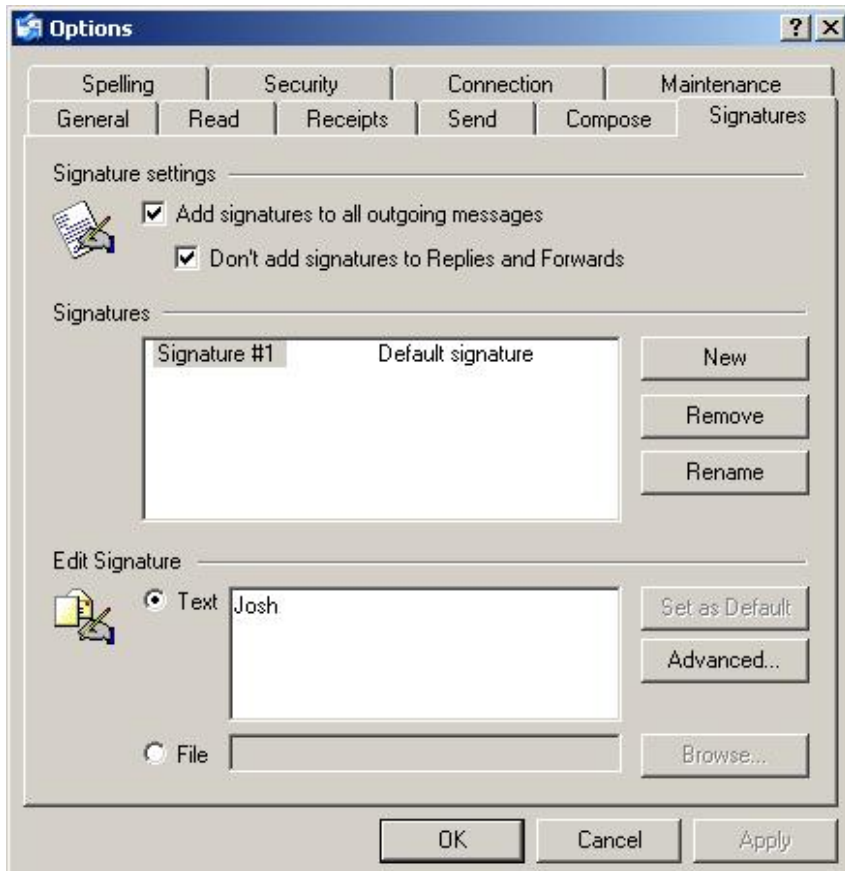 Options
Spelling Security Connection Maintenance
General Read Receipts Send Compose Signatures
Signature settings
Add signatures to all outgoing messages
Don't add signatures to Replies and Forwards
Signatures
Signature #1 Default signature New
Remove
Rename
Edit Signature
Text Josh Set as Default
Advanced...
File Browse...
OK Cancel Apply